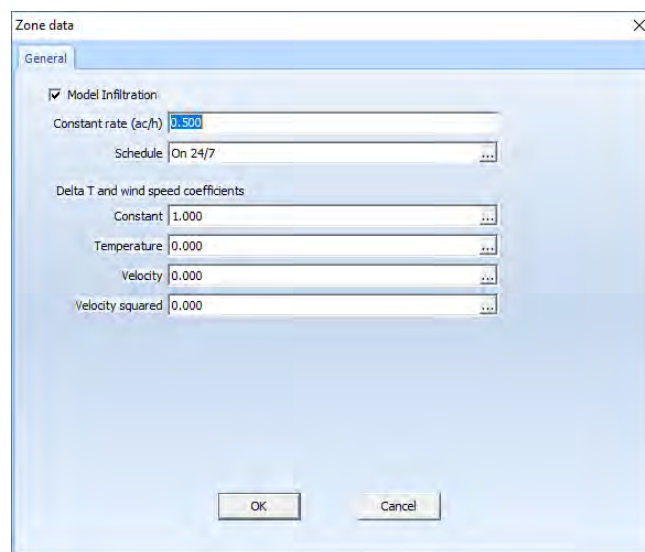 Zone data
General
Model Infiltration
Constant rate (ac/h) 0.500
Schedule On 24/7 ...
Delta T and wind speed coefficients
Constant 1.000 ...
Temperature 0.000 ...
Velocity 0.000 ...
Velocity squared 0.000 ...
OK Cancel